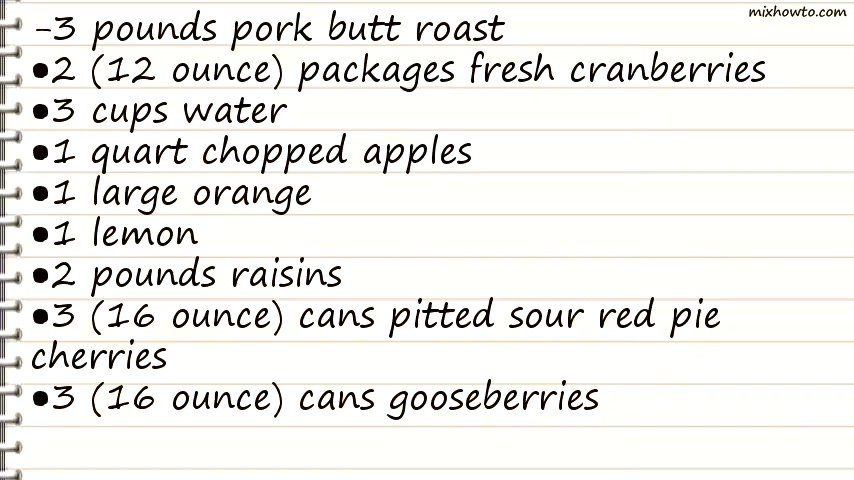 mixhowto.com
-3 pounds pork butt roast
•2 (12 ounce) packages fresh cranberries
•3 cups water
•1 quart chopped apples
•1 large orange
•1 lemon
•2 pounds raisins
•3 (16 ounce) cans pitted sour red pie
cherries
•3 (16 ounce) cans gooseberries